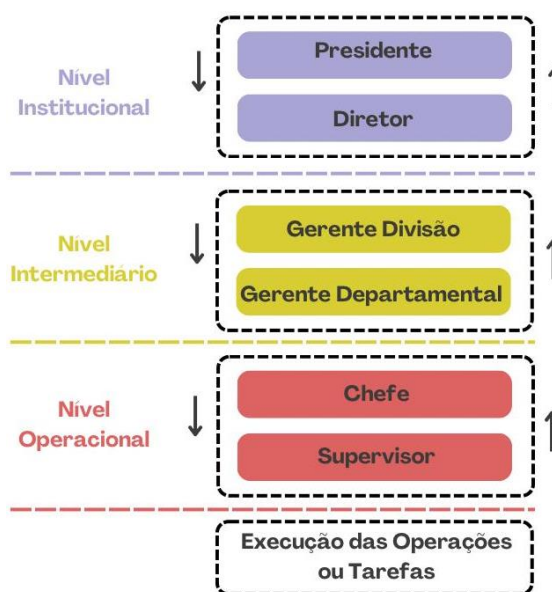 Nível
Institucional
Presidente
Diretor
Nível
Intermediário
Gerente Divisão
Gerente Departamental
Nível
Operacional
Chefe
Supervisor
Execução das Operações
ou Tarefas